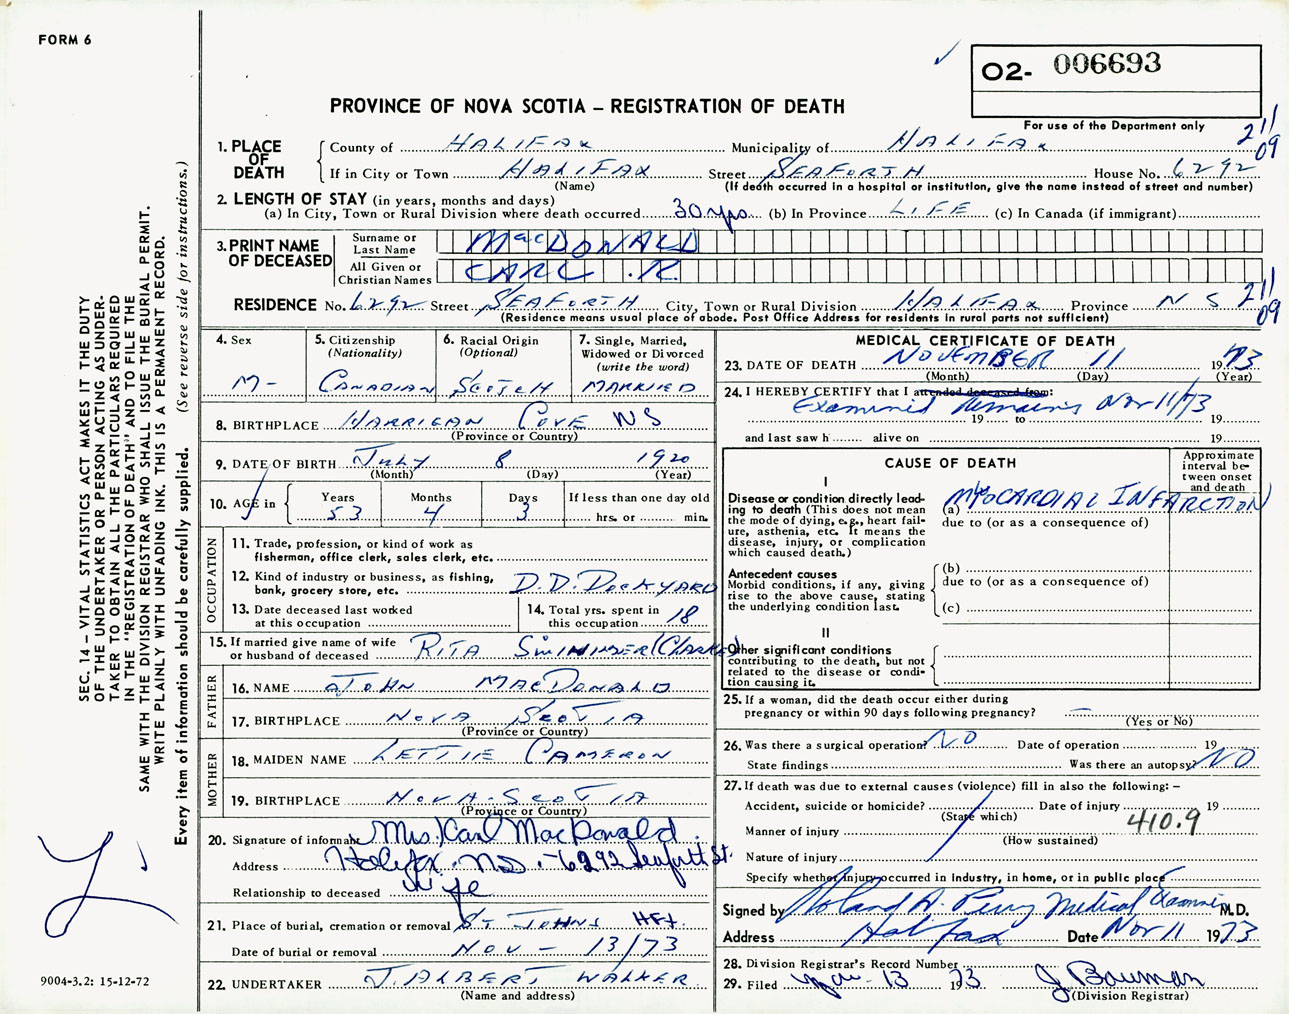 FORM 6
O2- 006693
PROVINCE OF NOVA SCOTIA – REGISTRATION OF DEATH
For use of the Department only
211
09
1. PLACE OF DEATH
County of HALIFAX Municipality of HALIFAX
If in City or Town HALIFAX Street SEAFORTH House No. 6292
(Name) (If death occurred in a hospital or institution, give the name instead of street and number)
2. LENGTH OF STAY (in years, months and days)
(a) In City, Town or Rural Division where death occurred 30 yrs (b) In Province LIFE (c) In Canada (if immigrant)
3. PRINT NAME OF DECEASED
Surname or Last Name MacDONALD
All Given or Christian Names CARL .R.
211
09
RESIDENCE No. 6292 Street SEAFORTH City, Town or Rural Division HALIFAX Province N S
(Residence means usual place of abode. Post Office Address for residents in rural parts not sufficient)
4. Sex M-
5. Citizenship (Nationality) CANADIAN
6. Racial Origin (Optional) SCOTCH
7. Single, Married, Widowed or Divorced (write the word) MARRIED
8. BIRTHPLACE HARRIGAN COVE NS
(Province or Country)
9. DATE OF BIRTH July 8 1920
(Month) (Day) (Year)
10. AGE in Years 53 Months 4 Days 3 If less than one day old hrs. or min.
OCCUPATION
11. Trade, profession, or kind of work as fisherman, office clerk, sales clerk, etc.
12. Kind of industry or business, as fishing, bank, grocery store, etc. D.D. DOCKYARD
13. Date deceased last worked at this occupation
14. Total yrs. spent in this occupation 18
15. If married give name of wife or husband of deceased RITA (Clarke)
FATHER
16. NAME JOHN MACDONALD
17. BIRTHPLACE NOVA SCOTIA
(Province or Country)
MOTHER
18. MAIDEN NAME LETTIE CAMERON
19. BIRTHPLACE NOVA-SCOTIA
(Province or Country)
20. Signature of informant Mrs. Karl MacDonald
Address Halifax. N.S. - 6292 Seaforth St.
Relationship to deceased Wife
21. Place of burial, cremation or removal ST JOHNS HFX
Date of burial or removal NOV - 13/73
22. UNDERTAKER J. ALBERT WALKER
(Name and address)
MEDICAL CERTIFICATE OF DEATH
23. DATE OF DEATH NOVEMBER 11 1973
(Month) (Day) (Year)
24. I HEREBY CERTIFY that I attended deceased from:
Examined Remains Nov 11/73
19 to 19
and last saw h alive on 19
CAUSE OF DEATH
Approximate interval between onset and death
I
Disease or condition directly leading to death (This does not mean the mode of dying, e.g., heart failure, asthenia, etc. It means the disease, injury, or complication which caused death.)
(a) MYOCARDIAL INFARCTION
due to (or as a consequence of)
Antecedent causes
Morbid conditions, if any, giving rise to the above cause, stating the underlying condition last.
(b)
due to (or as a consequence of)
(c)
II
Other significant conditions
contributing to the death, but not related to the disease or condition causing it.
25. If a woman, did the death occur either during pregnancy or within 90 days following pregnancy? —
(Yes or No)
26. Was there a surgical operation? NO Date of operation 19
State findings Was there an autopsy? NO
27. If death was due to external causes (violence) fill in also the following: –
Accident, suicide or homicide? Date of injury 19
(State which)
Manner of injury 410.9
(How sustained)
Nature of injury
Specify whether injury occurred in industry, in home, or in public place
Signed by Roland A. Perry Medical Examiner M.D.
Address Halifax Date Nov 11 1973
28. Division Registrar's Record Number
29. Filed Nov 13 1973 J Bauman
(Division Registrar)
SEC. 14 – VITAL STATISTICS ACT MAKES IT THE DUTY
OF THE UNDERTAKER OR PERSON ACTING AS UNDER-
TAKER TO OBTAIN ALL THE PARTICULARS REQUIRED
IN THE "REGISTRATION OF DEATH" AND TO FILE THE
SAME WITH THE DIVISION REGISTRAR WHO SHALL ISSUE THE BURIAL PERMIT.
WRITE PLAINLY WITH UNFADING INK. THIS IS A PERMANENT RECORD.
Every item of information should be carefully supplied. (See reverse side for instructions.)
9004-3.2: 15-12-72